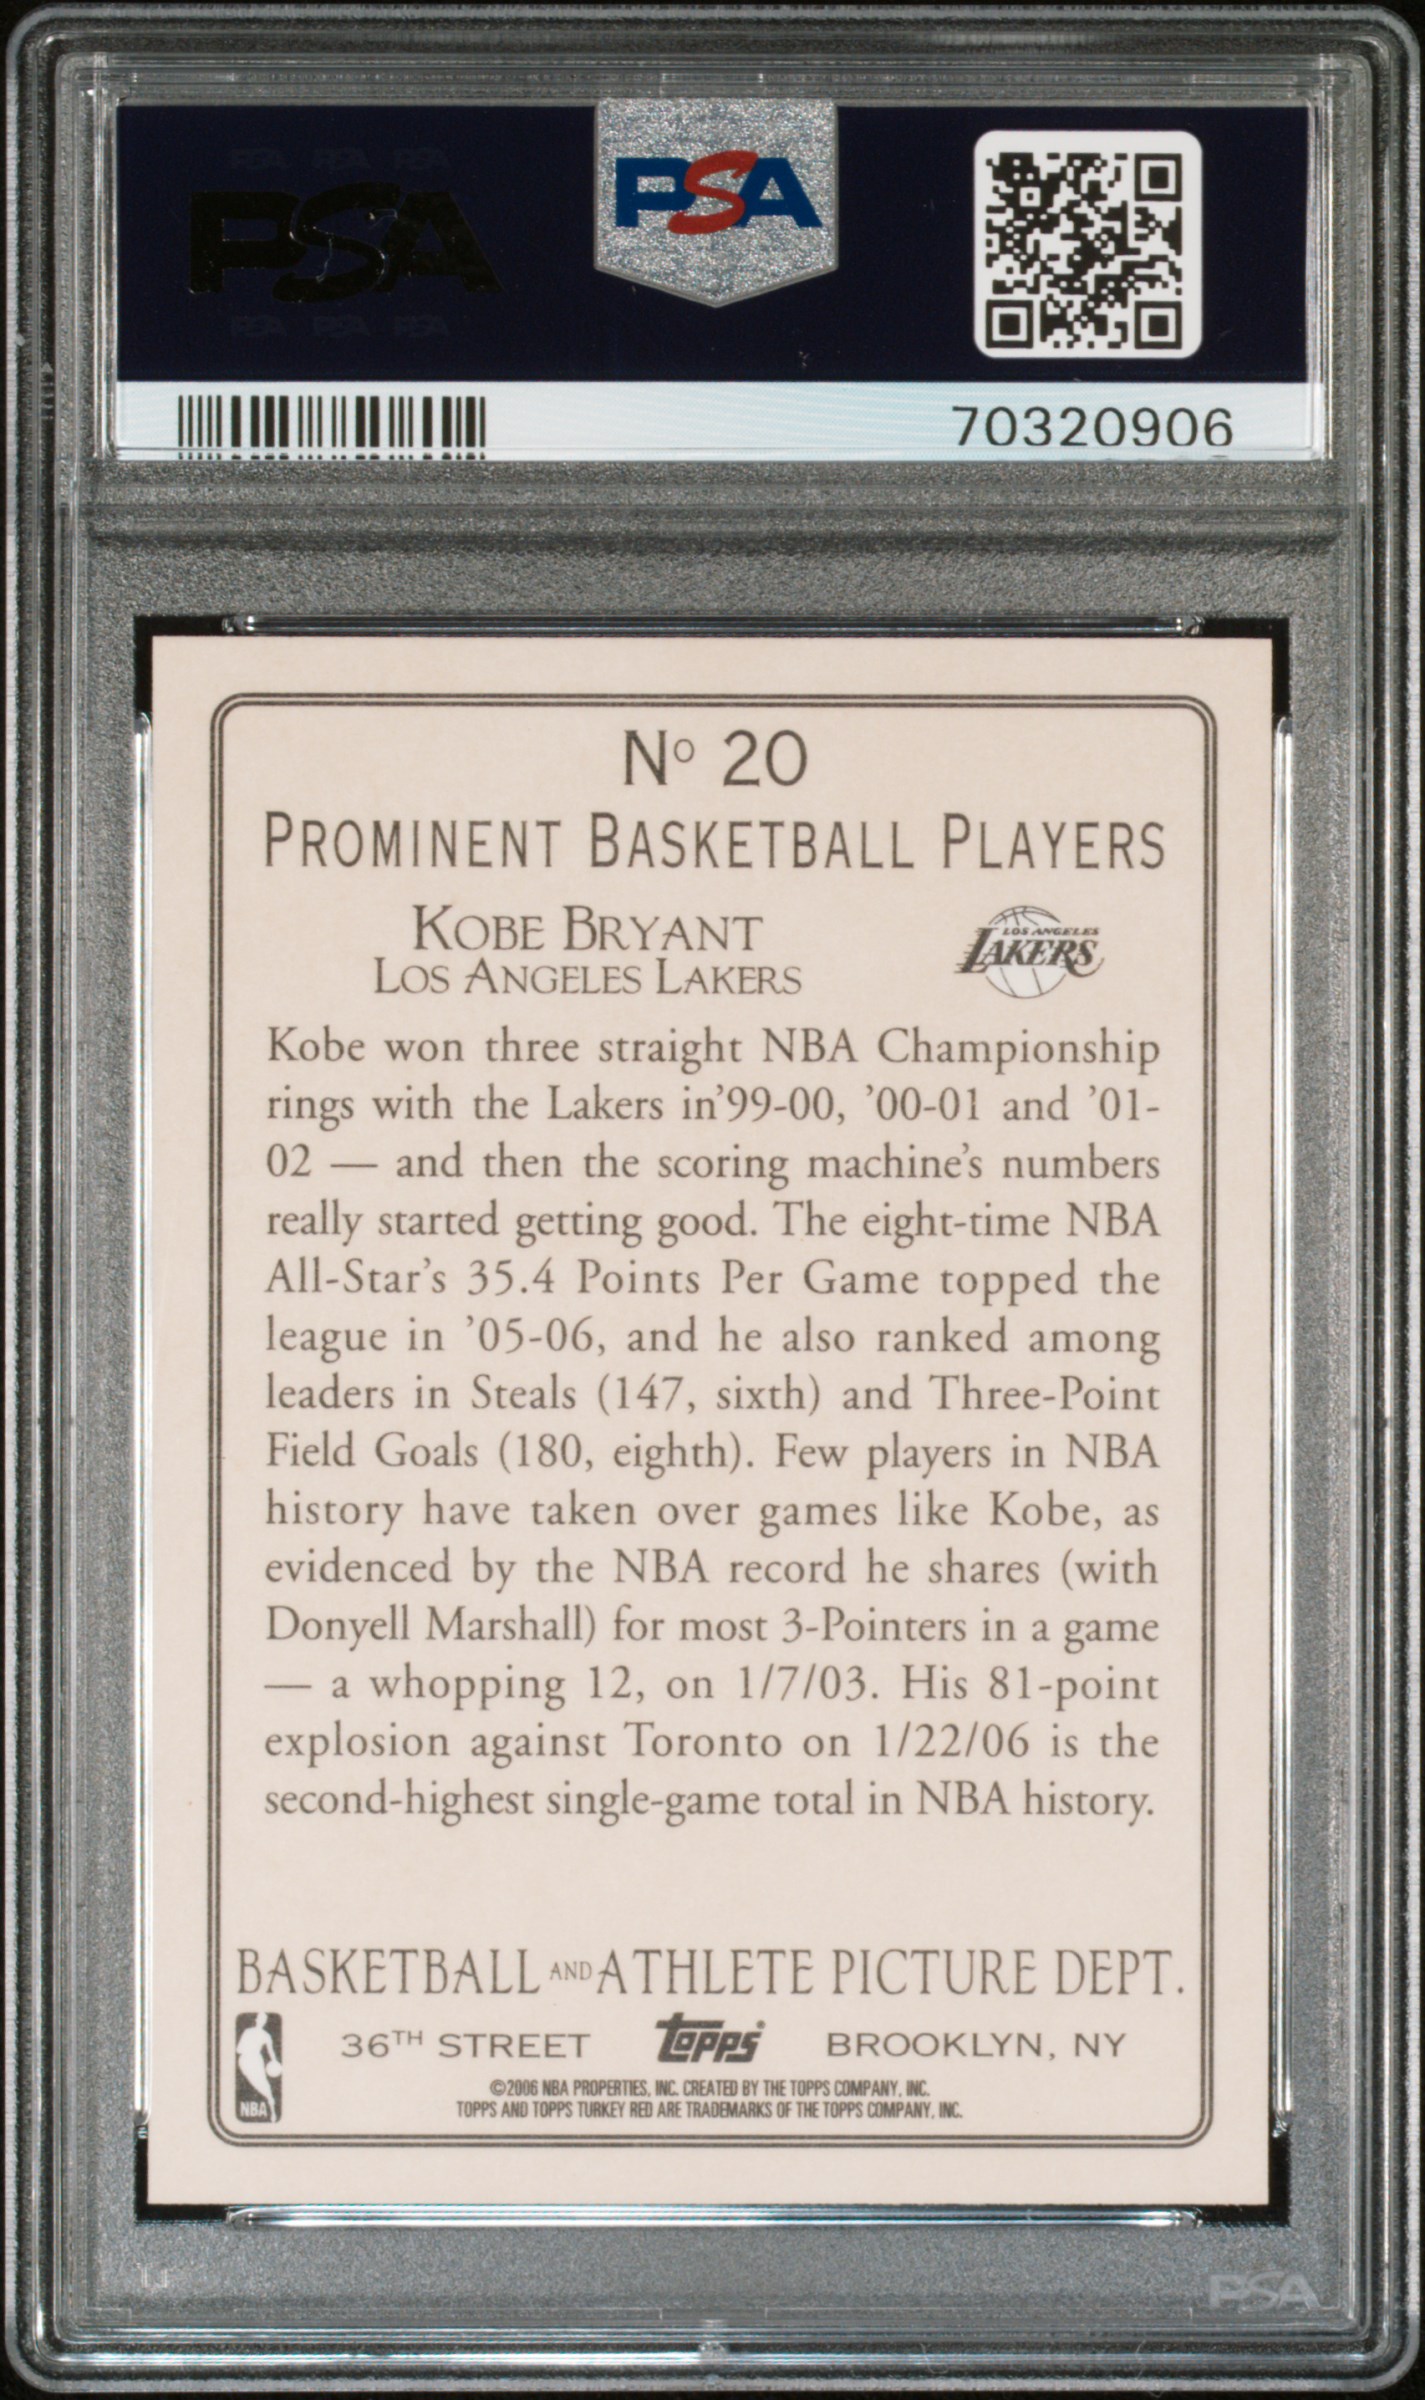 PSA PSA PSA
PSA
PSA PSA PSA
PSA
70320906
Nº 20
PROMINENT BASKETBALL PLAYERS
KOBE BRYANT
LOS ANGELES LAKERS
LOS ANGELES
LAKERS
Kobe won three straight NBA Championship
rings with the Lakers in’99-00, ’00-01 and ’01-
02 — and then the scoring machine’s numbers
really started getting good. The eight-time NBA
All-Star’s 35.4 Points Per Game topped the
league in ’05-06, and he also ranked among
leaders in Steals (147, sixth) and Three-Point
Field Goals (180, eighth). Few players in NBA
history have taken over games like Kobe, as
evidenced by the NBA record he shares (with
Donyell Marshall) for most 3-Pointers in a game
— a whopping 12, on 1/7/03. His 81-point
explosion against Toronto on 1/22/06 is the
second-highest single-game total in NBA history.
BASKETBALL AND ATHLETE PICTURE DEPT.
36TH STREET Topps® BROOKLYN, NY
NBA
©2006 NBA PROPERTIES, INC. CREATED BY THE TOPPS COMPANY, INC.
TOPPS AND TOPPS TURKEY RED ARE TRADEMARKS OF THE TOPPS COMPANY, INC.
PSA